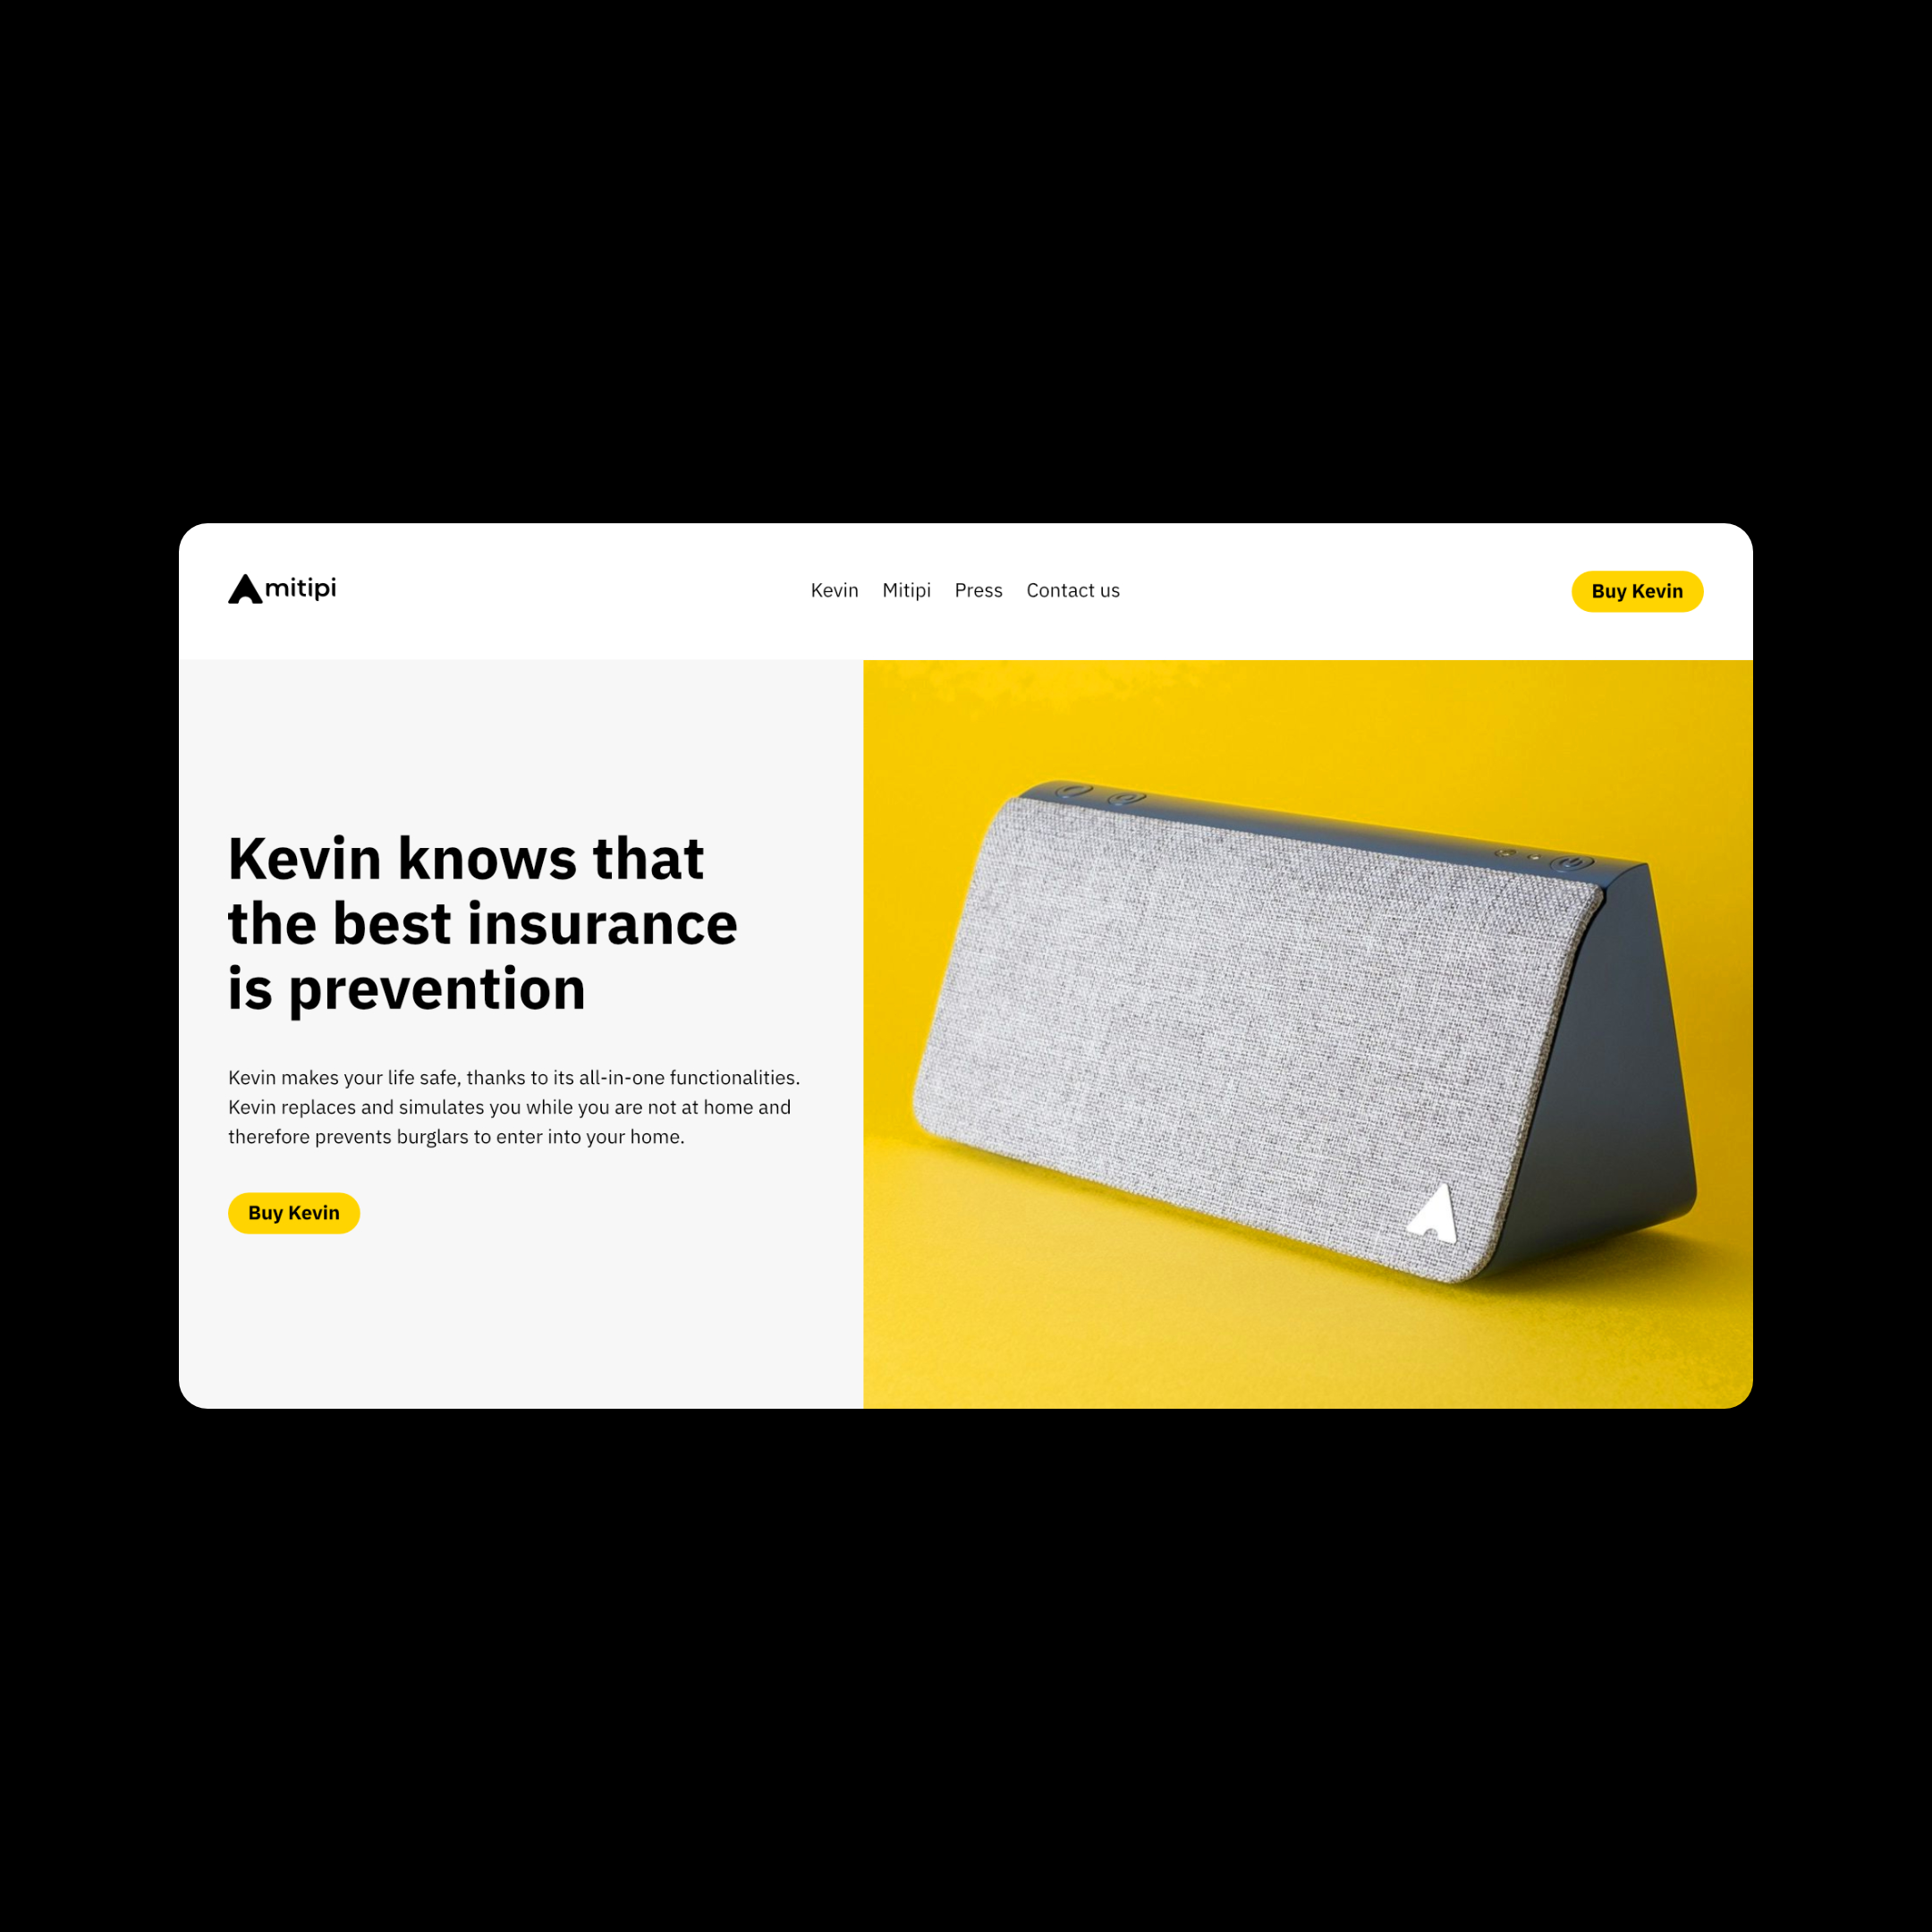 mitipi
Kevin Mitipi Press Contact us
Buy Kevin
Kevin knows that
the best insurance
is prevention
Kevin makes your life safe, thanks to its all-in-one functionalities.
Kevin replaces and simulates you while you are not at home and
therefore prevents burglars to enter into your home.
Buy Kevin